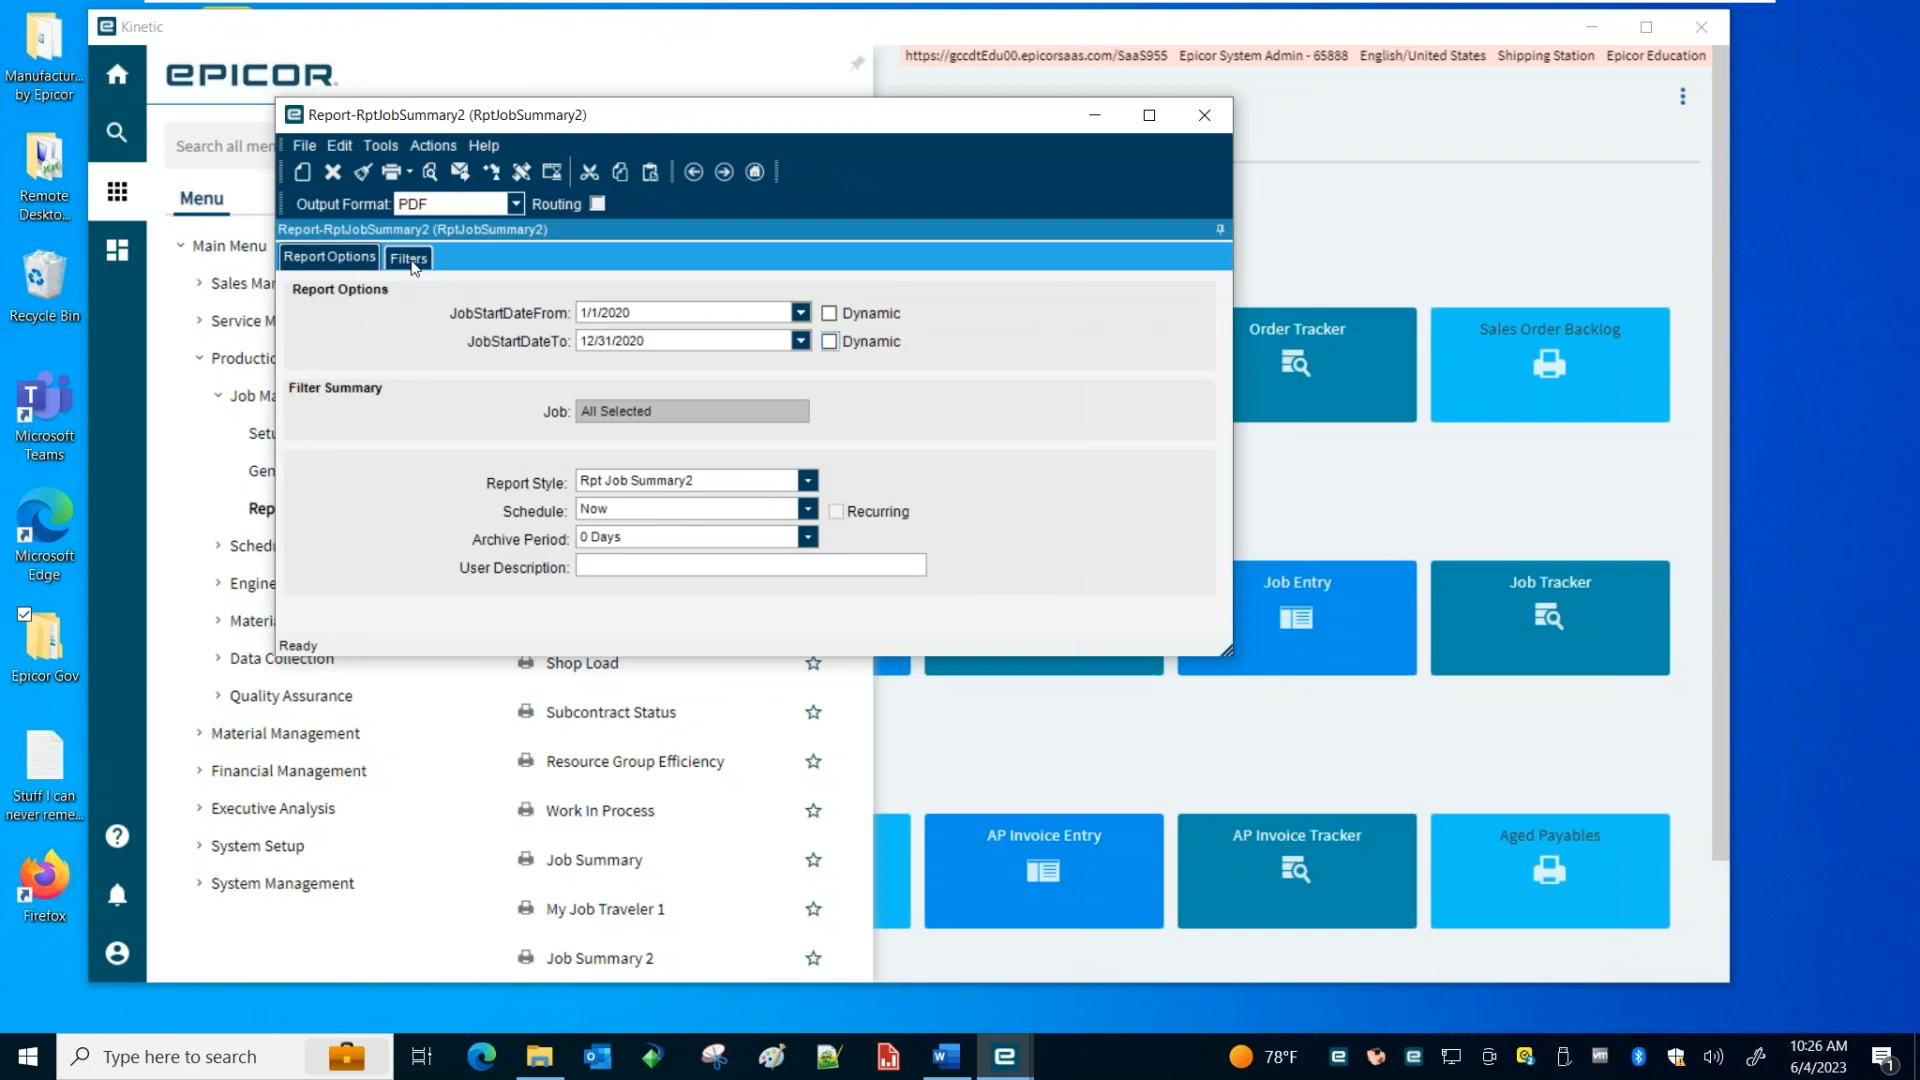 Kinetic
https://gccdtEdu00.epicorsaas.com/SaaS955 Epicor System Admin - 65888 English/United States Shipping Station Epicor Education
EPICOR
Search all men
Menu
Main Menu
Sales Mar
Service M
Productic
Job Ma
Setu
Gen
Rep
Schedu
Engine
Materi
Data Collection
Quality Assurance
Material Management
Financial Management
Executive Analysis
System Setup
System Management
Report-RptJobSummary2 (RptJobSummary2)
File Edit Tools Actions Help
Output Format: PDF Routing
Report-RptJobSummary2 (RptJobSummary2)
Report Options Filters
Report Options
JobStartDateFrom: 1/1/2020 Dynamic
JobStartDateTo: 12/31/2020 Dynamic
Filter Summary
Job: All Selected
Report Style: Rpt Job Summary2
Schedule: Now Recurring
Archive Period: 0 Days
User Description:
Ready
Shop Load
Subcontract Status
Resource Group Efficiency
Work In Process
Job Summary
My Job Traveler 1
Job Summary 2
Order Tracker
Sales Order Backlog
Job Entry
Job Tracker
AP Invoice Entry
AP Invoice Tracker
Aged Payables
Manufactur...
by Epicor
Remote
Deskto...
Recycle Bin
Microsoft
Teams
Microsoft
Edge
Epicor Gov
Stuff I can
never reme...
Firefox
Type here to search
78°F
10:26 AM
6/4/2023
1